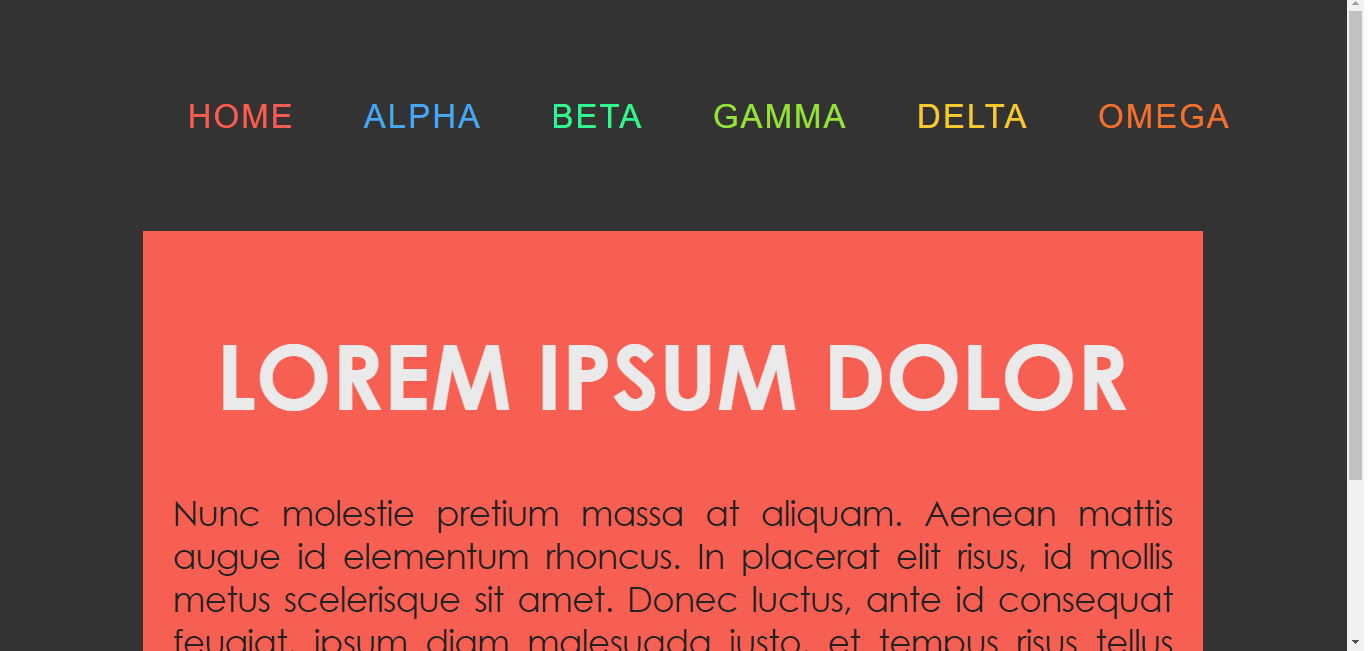 HOME ALPHA BETA GAMMA DELTA OMEGA
LOREM IPSUM DOLOR
Nunc molestie pretium massa at aliquam. Aenean mattis
augue id elementum rhoncus. In placerat elit risus, id mollis
metus scelerisque sit amet. Donec luctus, ante id consequat
feugiat, ipsum diam malesuada justo, et tempus risus tellus